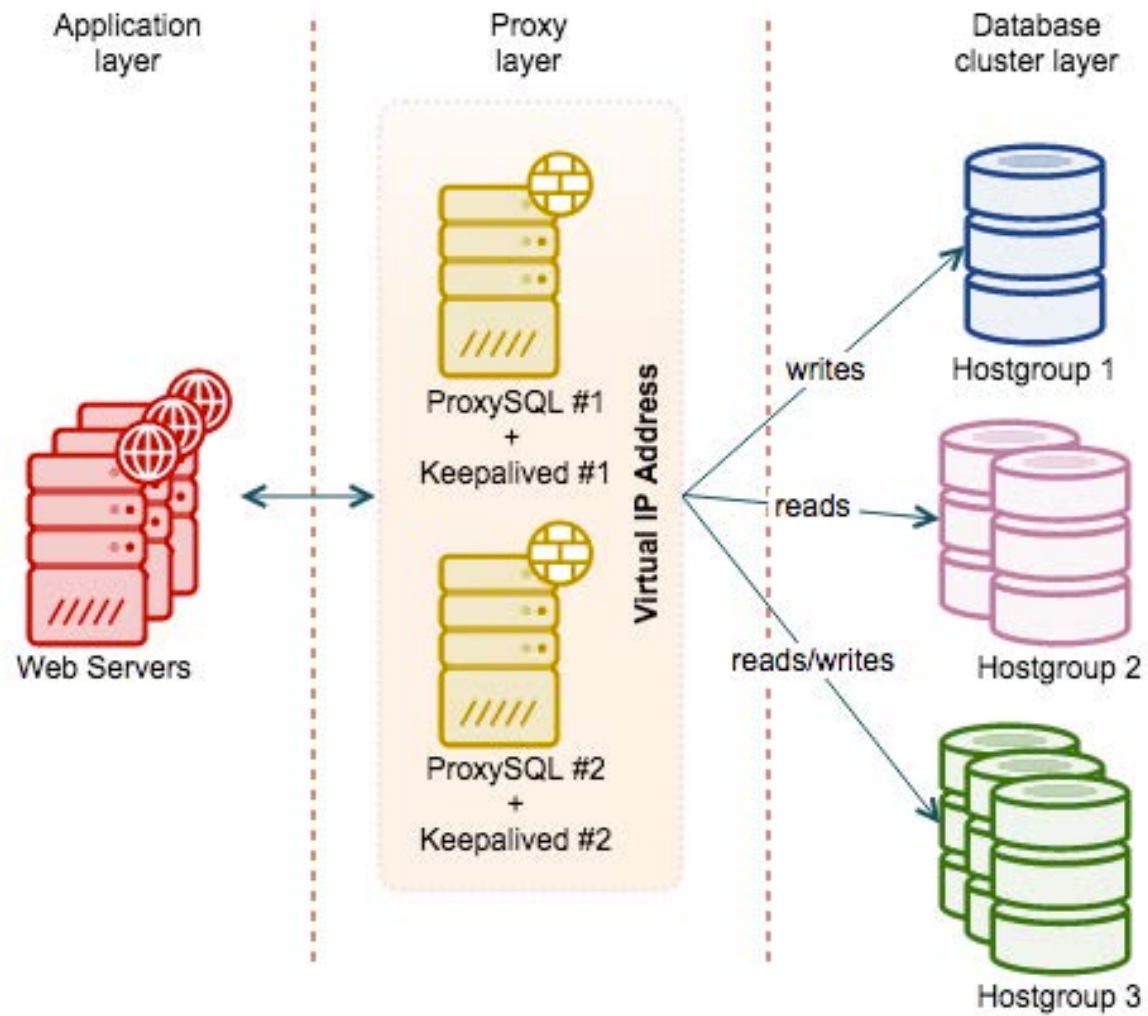 Application
layer
Proxy
layer
Database
cluster layer
ProxySQL #1
+
Keepalived #1
ProxySQL #2
+
Keepalived #2
Virtual IP Address
Web Servers
writes
reads
reads/writes
Hostgroup 1
Hostgroup 2
Hostgroup 3